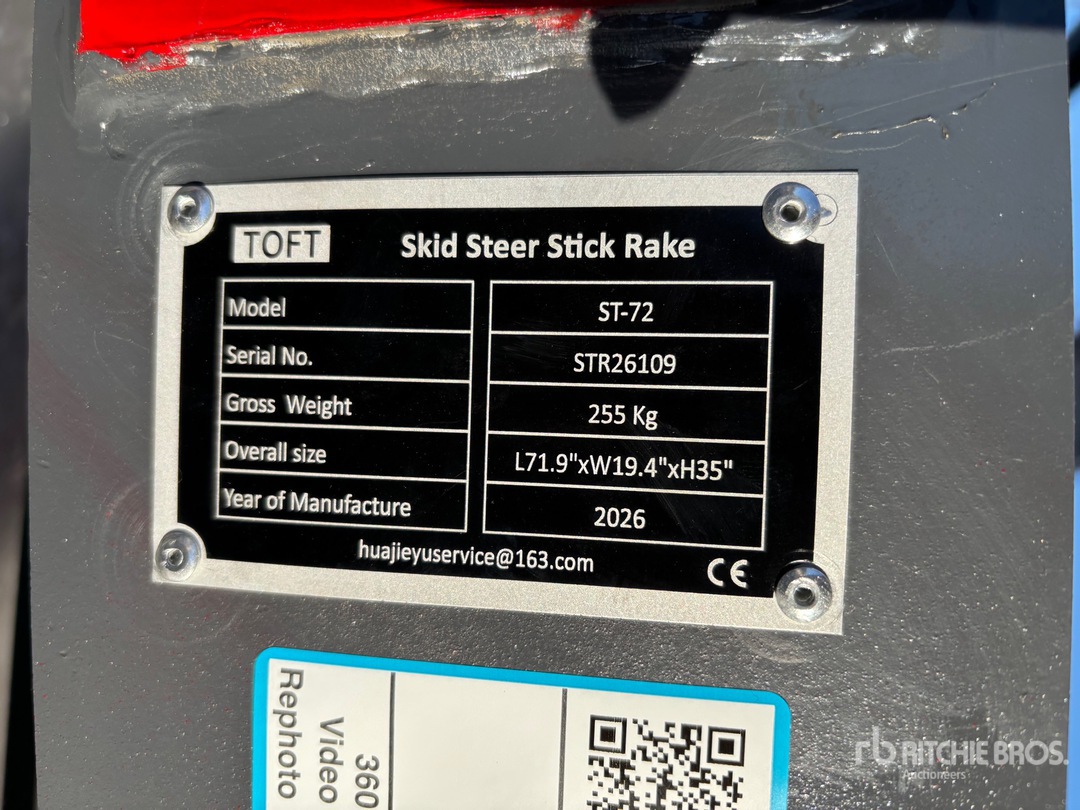 TOFT Skid Steer Stick Rake
Model ST-72
Serial No. STR26109
Gross Weight 255 Kg
Overall size L71.9"xW19.4"xH35"
Year of Manufacture 2026
huajieyuservice@163.com CE
360
Video
Rephoto
rb RITCHIE BROS.
Auctioneers